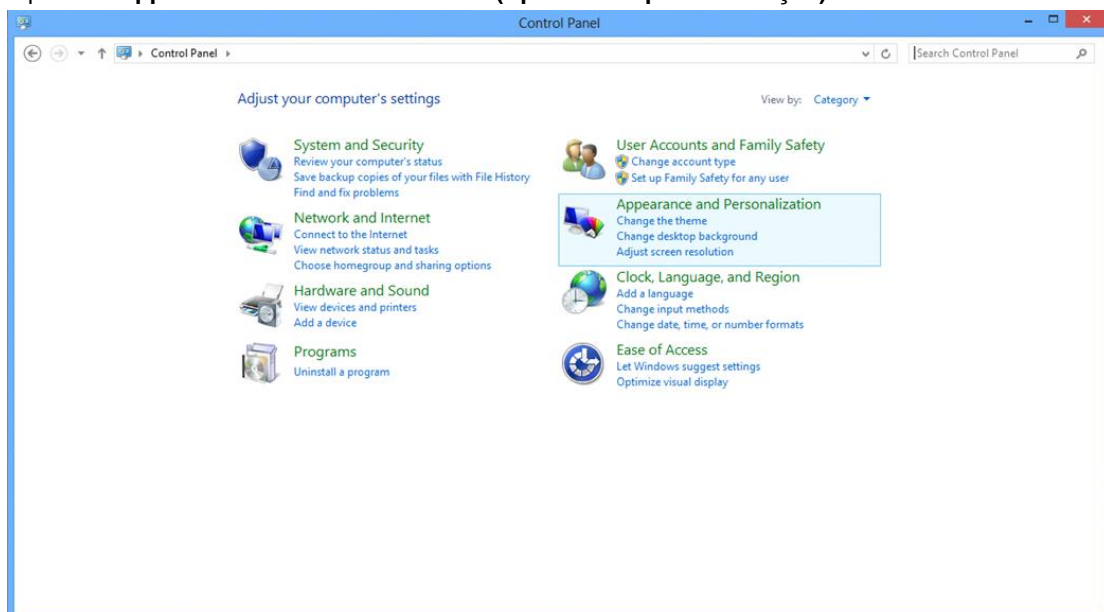 Control Panel
Control Panel
Search Control Panel
Adjust your computer's settings
View by: Category
System and Security
Review your computer's status
Save backup copies of your files with File History
Find and fix problems
Network and Internet
Connect to the Internet
View network status and tasks
Choose homegroup and sharing options
Hardware and Sound
View devices and printers
Add a device
Programs
Uninstall a program
User Accounts and Family Safety
Change account type
Set up Family Safety for any user
Appearance and Personalization
Change the theme
Change desktop background
Adjust screen resolution
Clock, Language, and Region
Add a language
Change input methods
Change date, time, or number formats
Ease of Access
Let Windows suggest settings
Optimize visual display